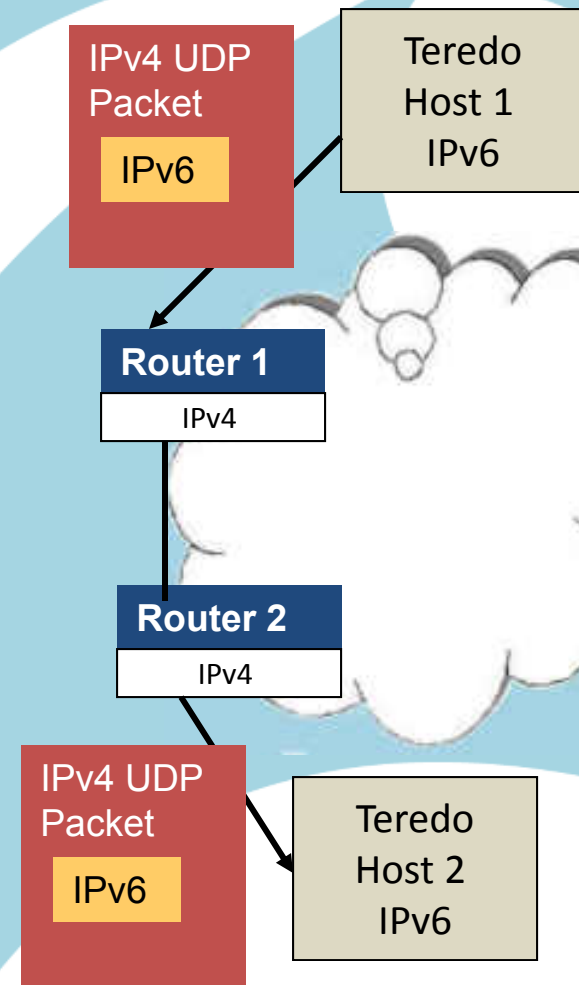 IPv4 UDP
Packet
IPv6
Teredo
Host 1
IPv6
Router 1
IPv4
Router 2
IPv4
IPv4 UDP
Packet
IPv6
Teredo
Host 2
IPv6